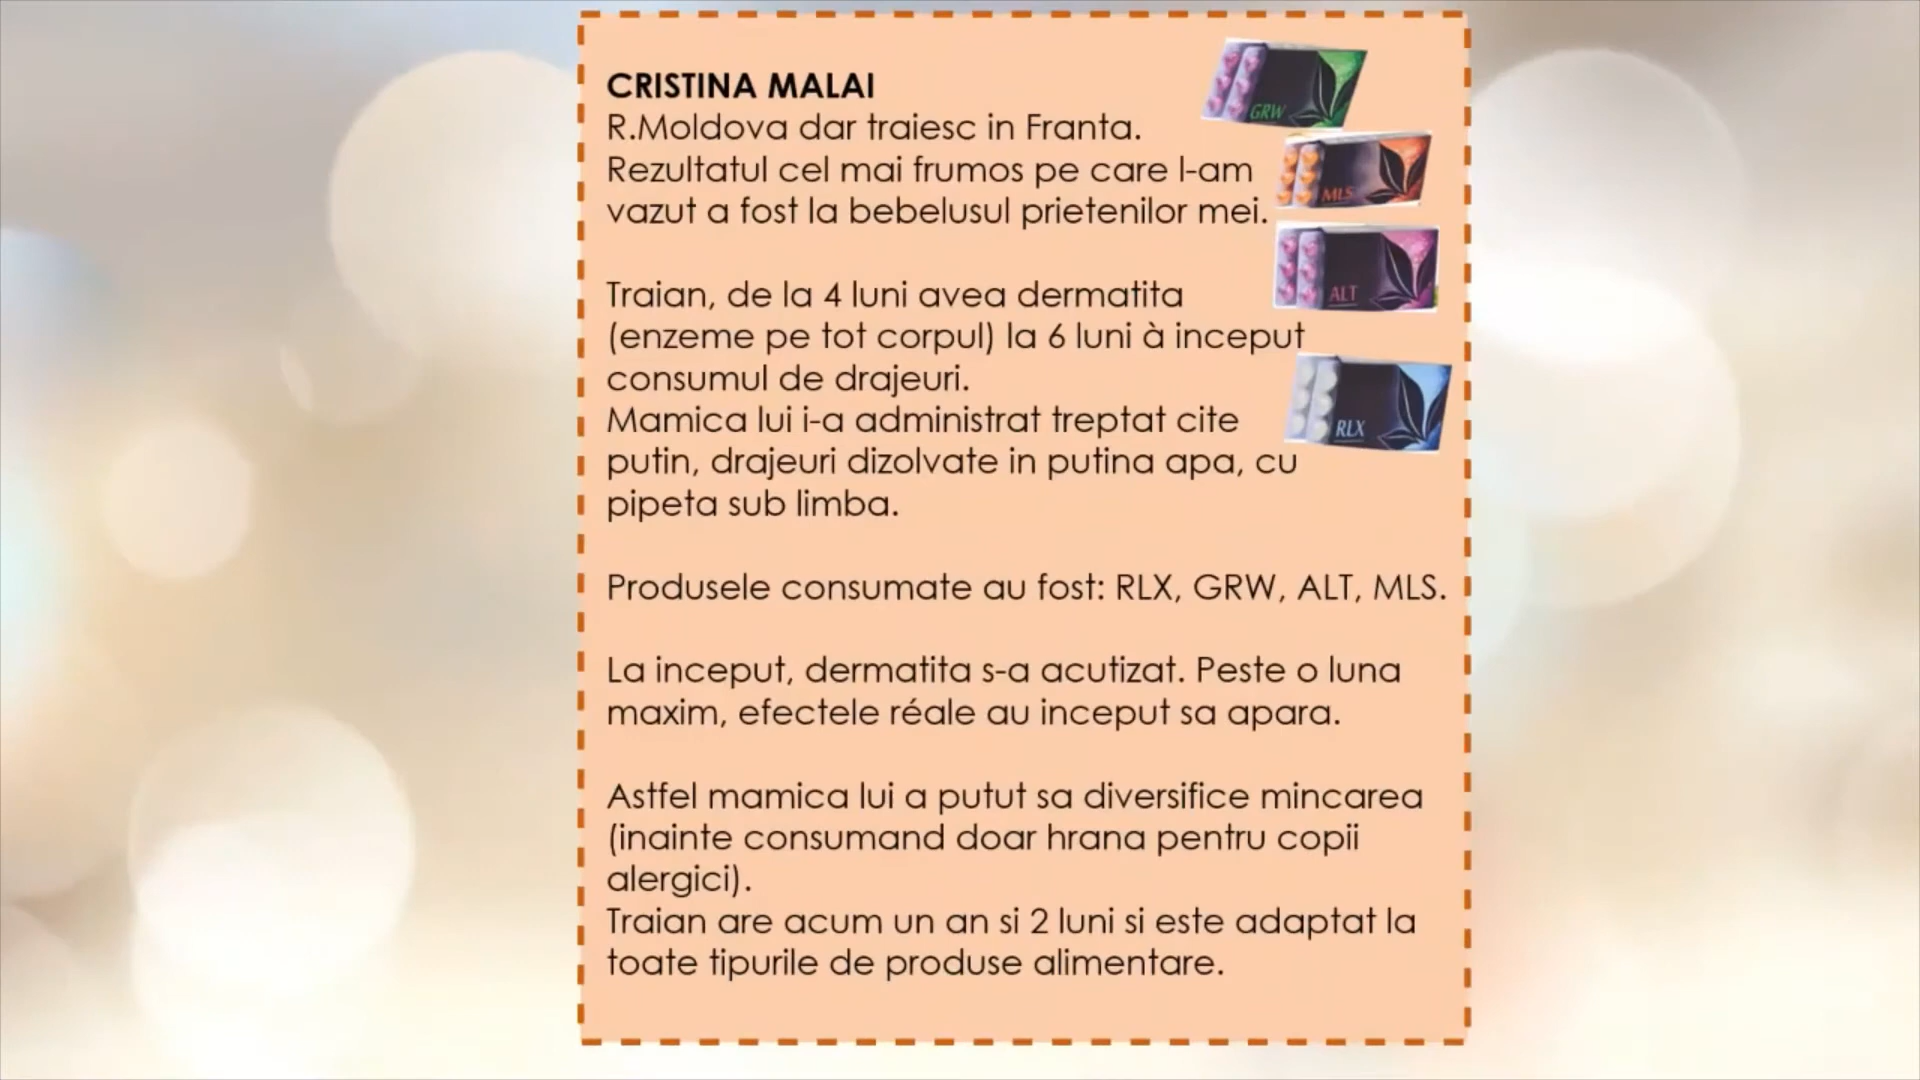 CRISTINA MALAI
R.Moldova dar traiesc in Franta.
Rezultatul cel mai frumos pe care l-am
vazut a fost la bebelusul prietenilor mei.
Traian, de la 4 luni avea dermatita
(enzeme pe tot corpul) la 6 luni à inceput
consumul de drajeuri.
Mamica lui i-a administrat treptat cite
putin, drajeuri dizolvate in putina apa, cu
pipeta sub limba.
Produsele consumate au fost: RLX, GRW, ALT, MLS.
La inceput, dermatita s-a acutizat. Peste o luna
maxim, efectele réale au inceput sa apara.
Astfel mamica lui a putut sa diversifice mincarea
(inainte consumand doar hrana pentru copii
alergici).
Traian are acum un an si 2 luni si este adaptat la
toate tipurile de produse alimentare.
GRW
MLS
ALT
RLX